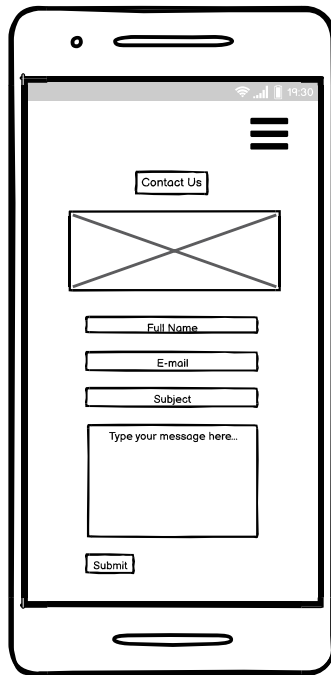 19:30
Contact Us
Full Name
E-mail
Subject
Type your message here...
Submit